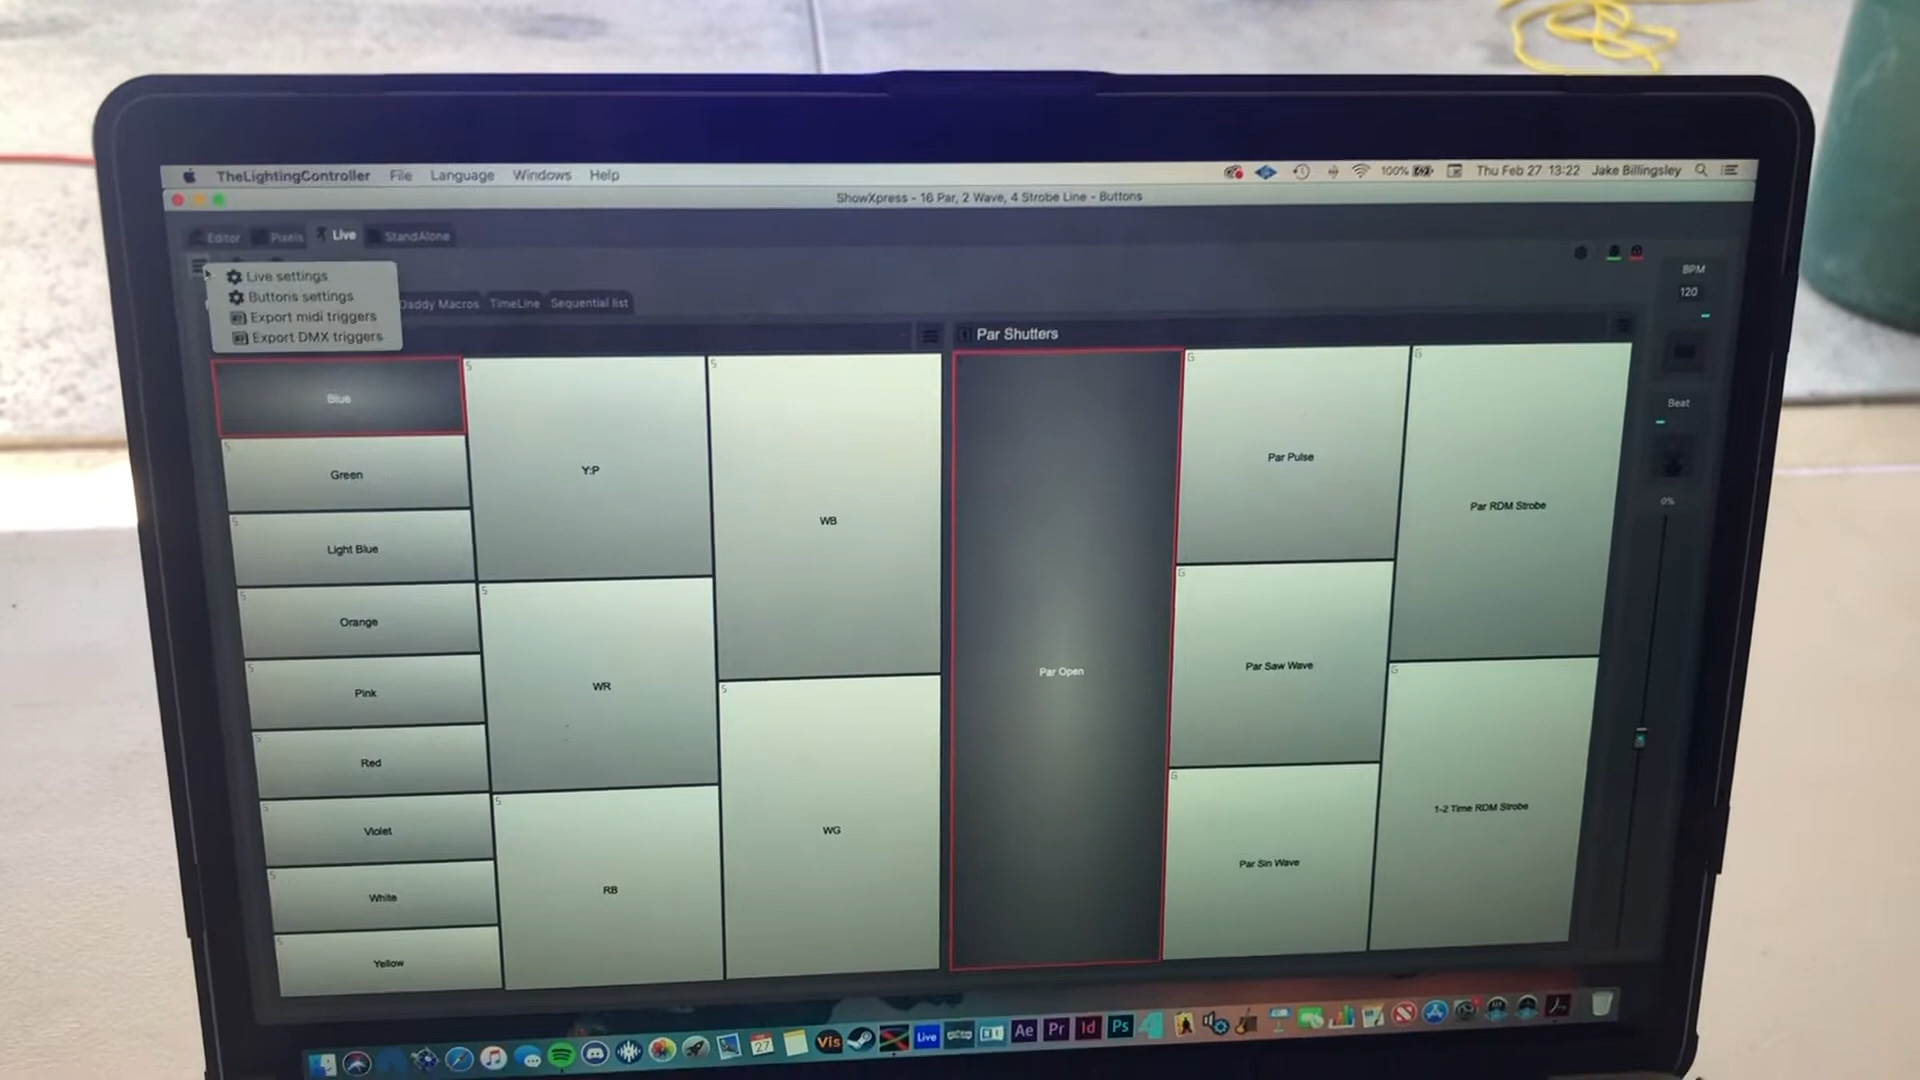 TheLightingController File Language Windows Help 100% Thu Feb 27 13:22 Jake Billingsley
ShowXpress - 16 Par, 2 Wave, 4 Strobe Line - Buttons
Editor Pixels Live StandAlone
Live settings
Buttons settings
Export midi triggers
Export DMX triggers
Daddy Macros TimeLine Sequential list
BPM
120
Beat
0%
Par Shutters
Blue
S Green
S Light Blue
S Orange
S Pink
S Red
S Violet
S White
S Yellow
S Y:P
S WR
S RB
S WB
S WG
Par Open
G Par Pulse
G Par Saw Wave
G Par Sin Wave
G Par RDM Strobe
G 1-2 Time RDM Strobe
27 Vis Live Ae Pr Id Ps